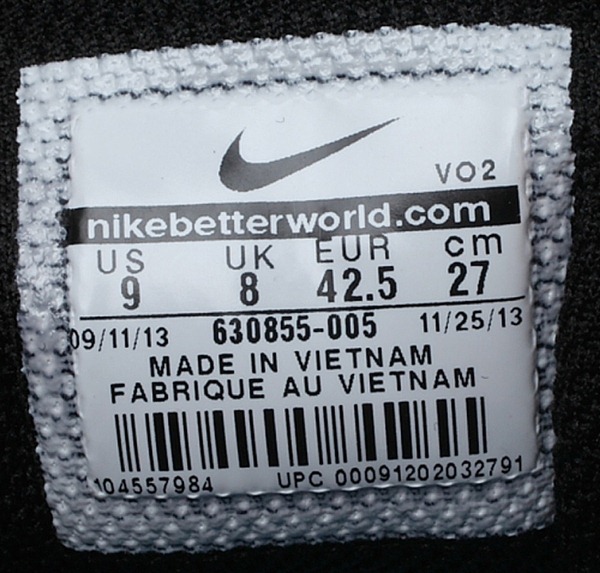 VO2
nikebetterworld.com
US UK EUR cm
9 8 42.5 27
09/11/13 630855-005 11/25/13
MADE IN VIETNAM
FABRIQUE AU VIETNAM
104557984 UPC 00091202032791